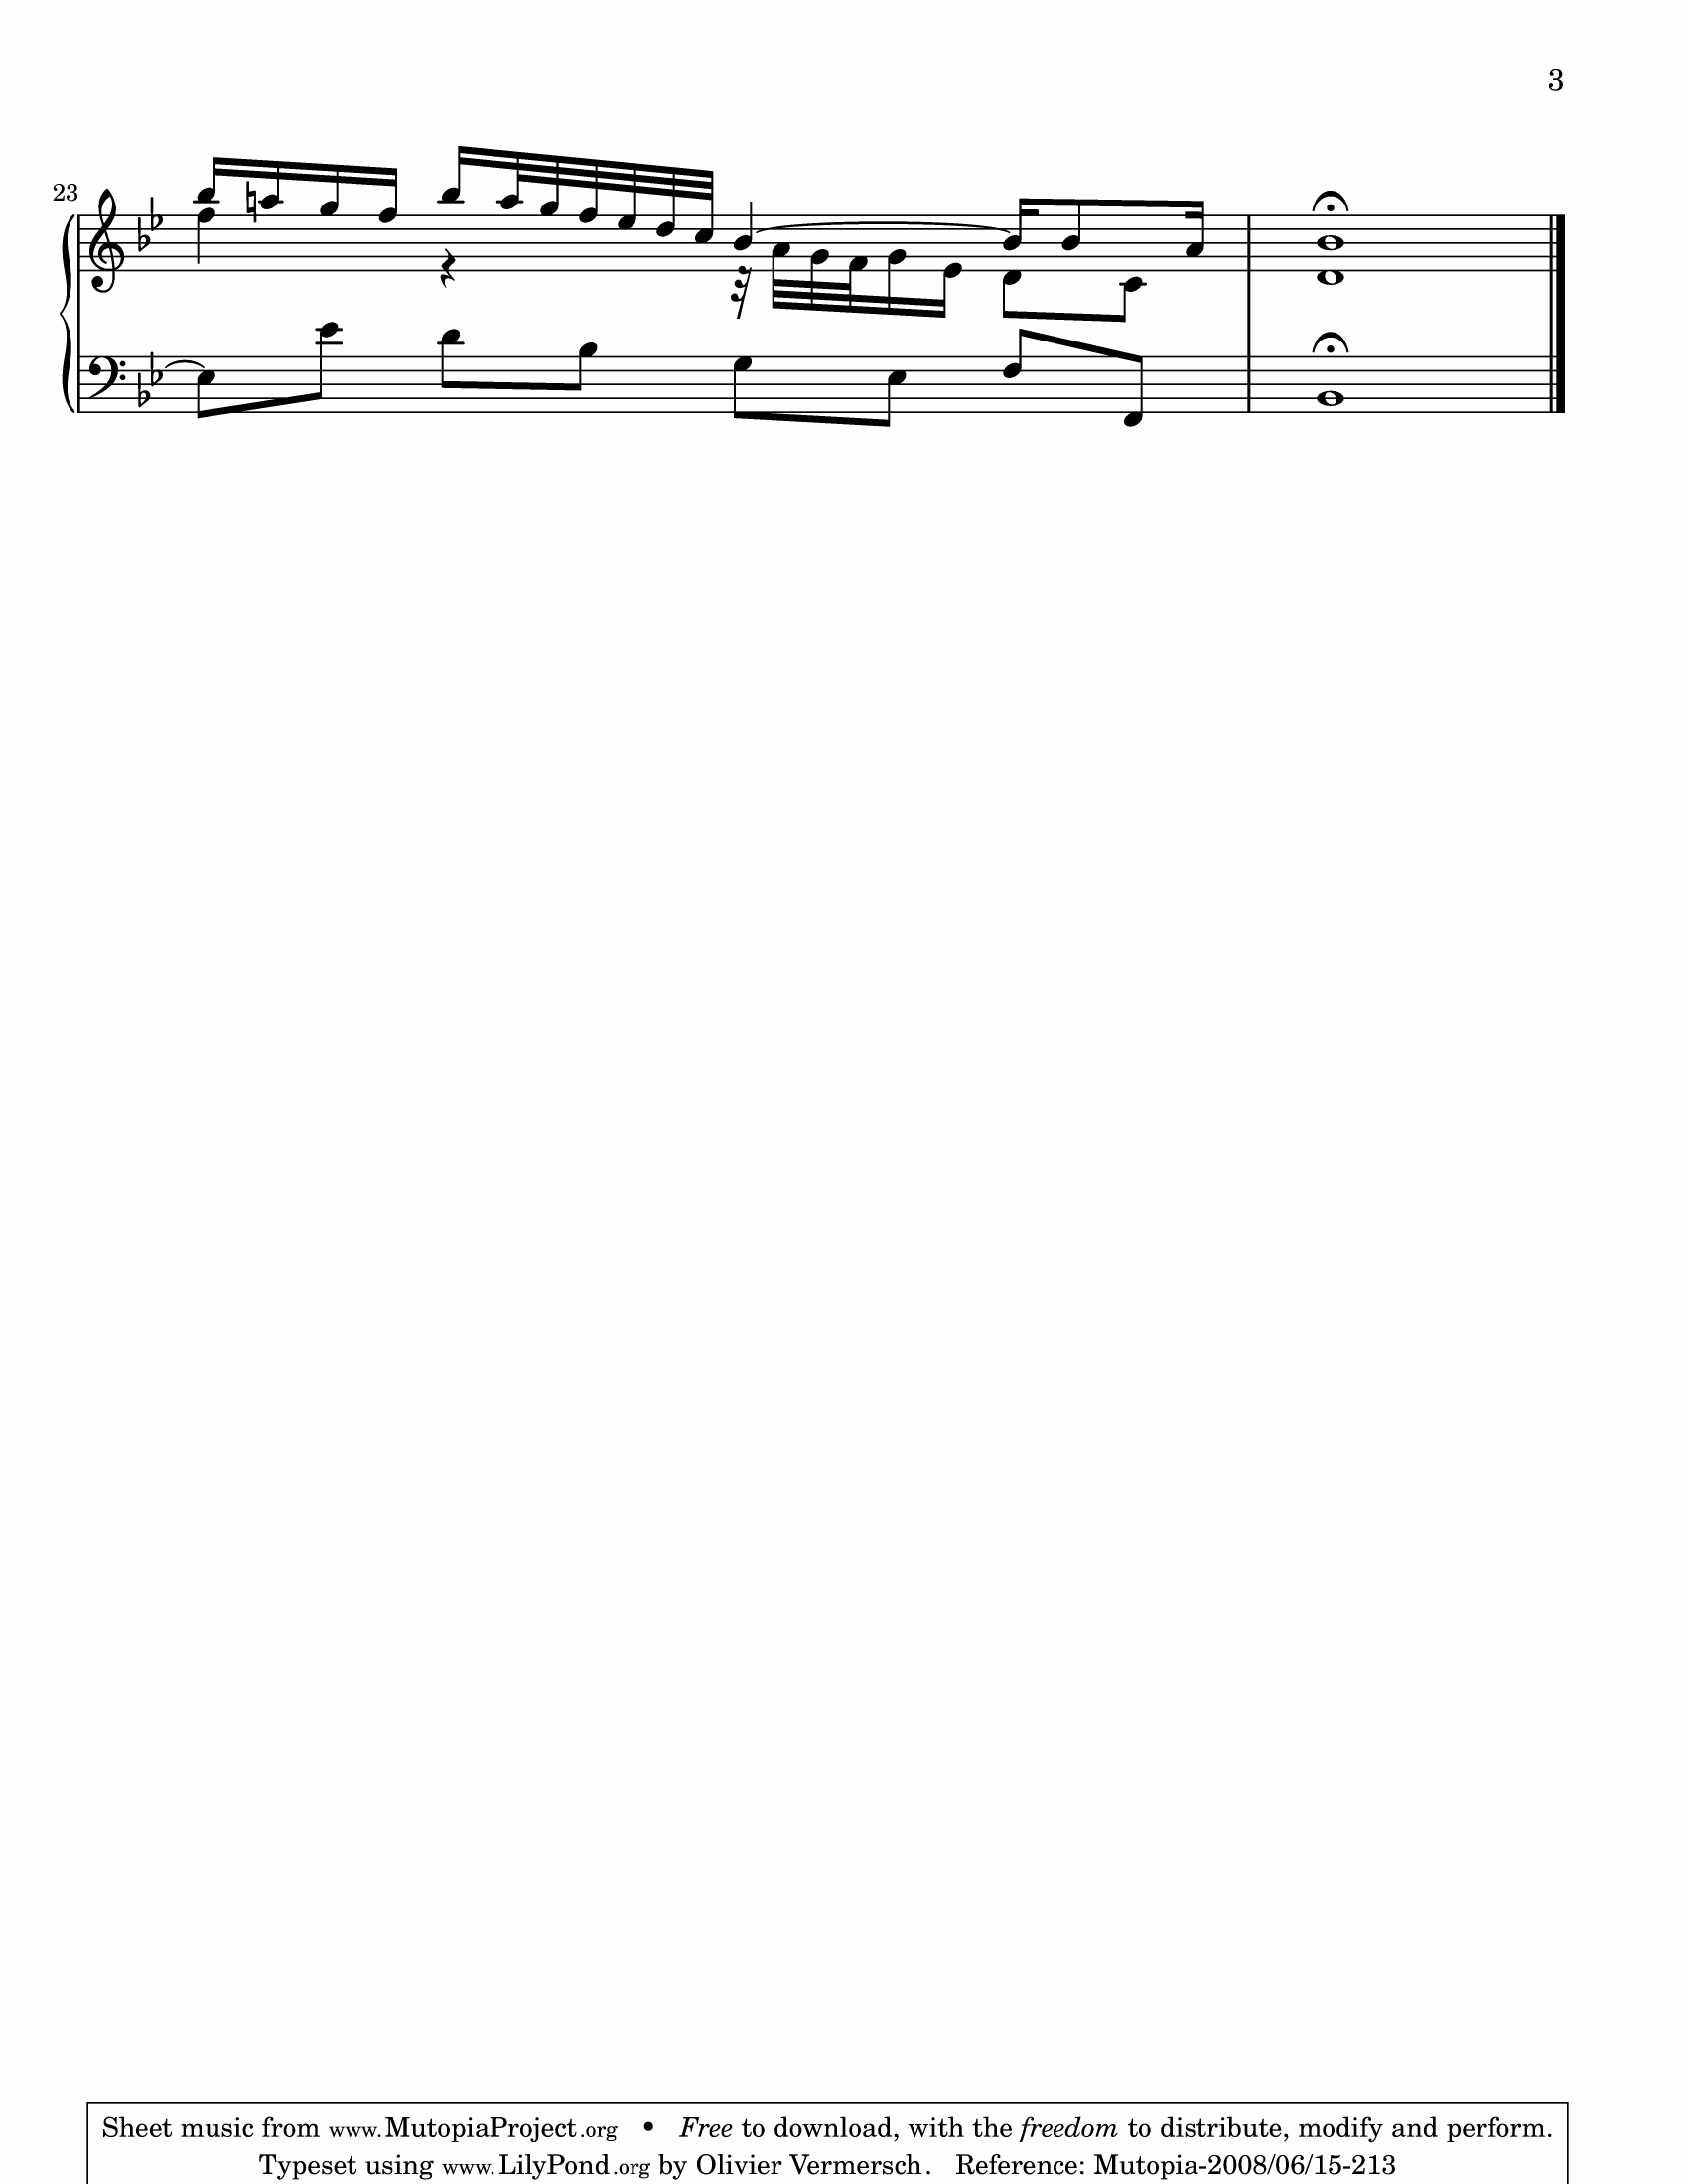 3
23
Sheet music from www.MutopiaProject.org • Free to download, with the freedom to distribute, modify and perform.
Typeset using www.LilyPond.org by Olivier Vermersch. Reference: Mutopia-2008/06/15-213